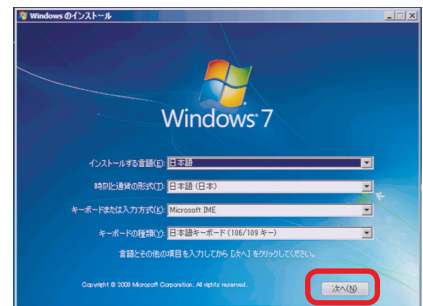 Windows のインストール
Windows 7
インストールする言語(E): 日本語
時刻と通貨の形式(T): 日本語 (日本)
キーボードまたは入力方式(K): Microsoft IME
キーボードの種類(Y): 日本語キーボード (106/109 キー)
言語とその他の項目を入力してから [次へ] をクリックしてください。
Copyright © 2009 Microsoft Corporation. All rights reserved.
次へ(N)